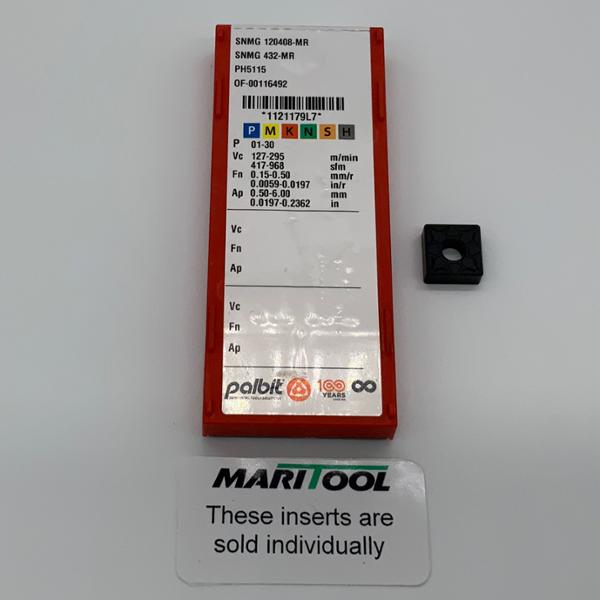 SNMG 120408-MR
SNMG 432-MR
PH5115
OF-00116492
*1121179L7*
P M K N S H
P 01-30
Vc 127-295 m/min
417-968 sfm
Fn 0.15-0.50 mm/r
0.0059-0.0197 in/r
Ap 0.50-6.00 mm
0.0197-0.2362 in
Vc
Fn
Ap
Vc
Fn
Ap
palbit 100
YEARS
MARITOOL
These inserts are
sold individually